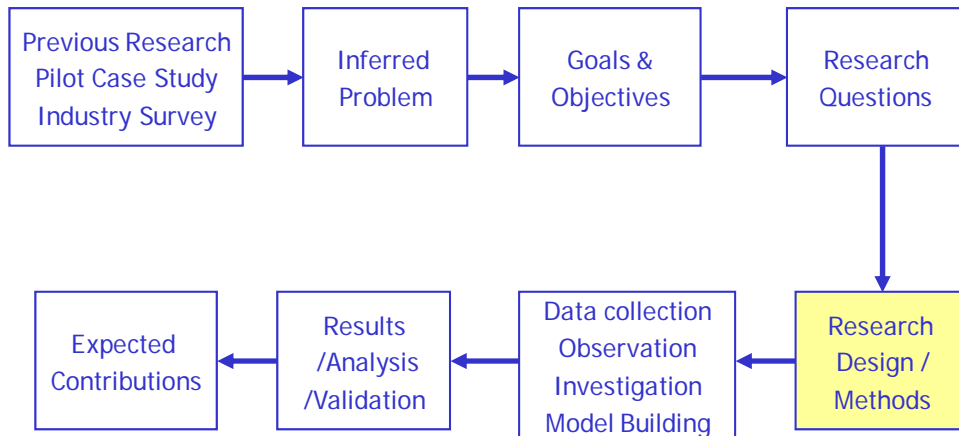 Previous Research
Pilot Case Study
Industry Survey
Inferred
Problem
Goals &
Objectives
Research
Questions
Research
Design /
Methods
Data collection
Observation
Investigation
Model Building
Results
/Analysis
/Validation
Expected
Contributions